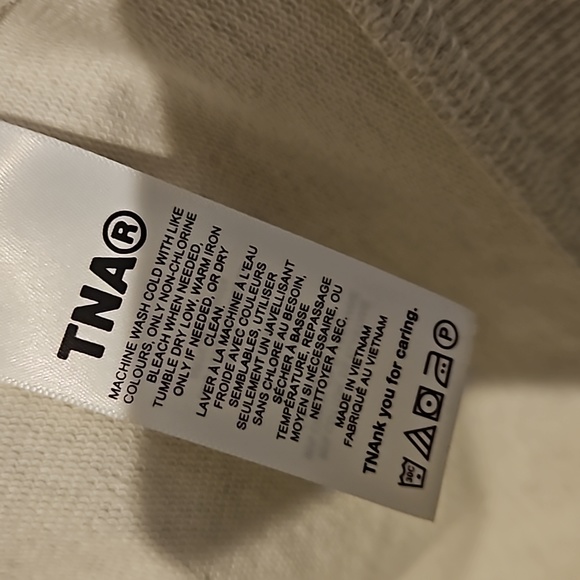 TNA®
MACHINE WASH COLD WITH LIKE
COLOURS, ONLY NON-CHLORINE
BLEACH WHEN NEEDED,
TUMBLE DRY LOW, WARM IRON
ONLY IF NEEDED, OR DRY
CLEAN.
LAVER À LA MACHINE À L'EAU
FROIDE AVEC COULEURS
SEMBLABLES, UTILISER
SEULEMENT UN JAVELLISANT
SANS CHLORE AU BESOIN,
SÉCHER À BASSE
TEMPÉRATURE, REPASSAGE
MOYEN SI NÉCESSAIRE, OU
NETTOYER À SEC.
MADE IN VIETNAM
FABRIQUÉ AU VIETNAM
TNAnk you for caring.
30C P